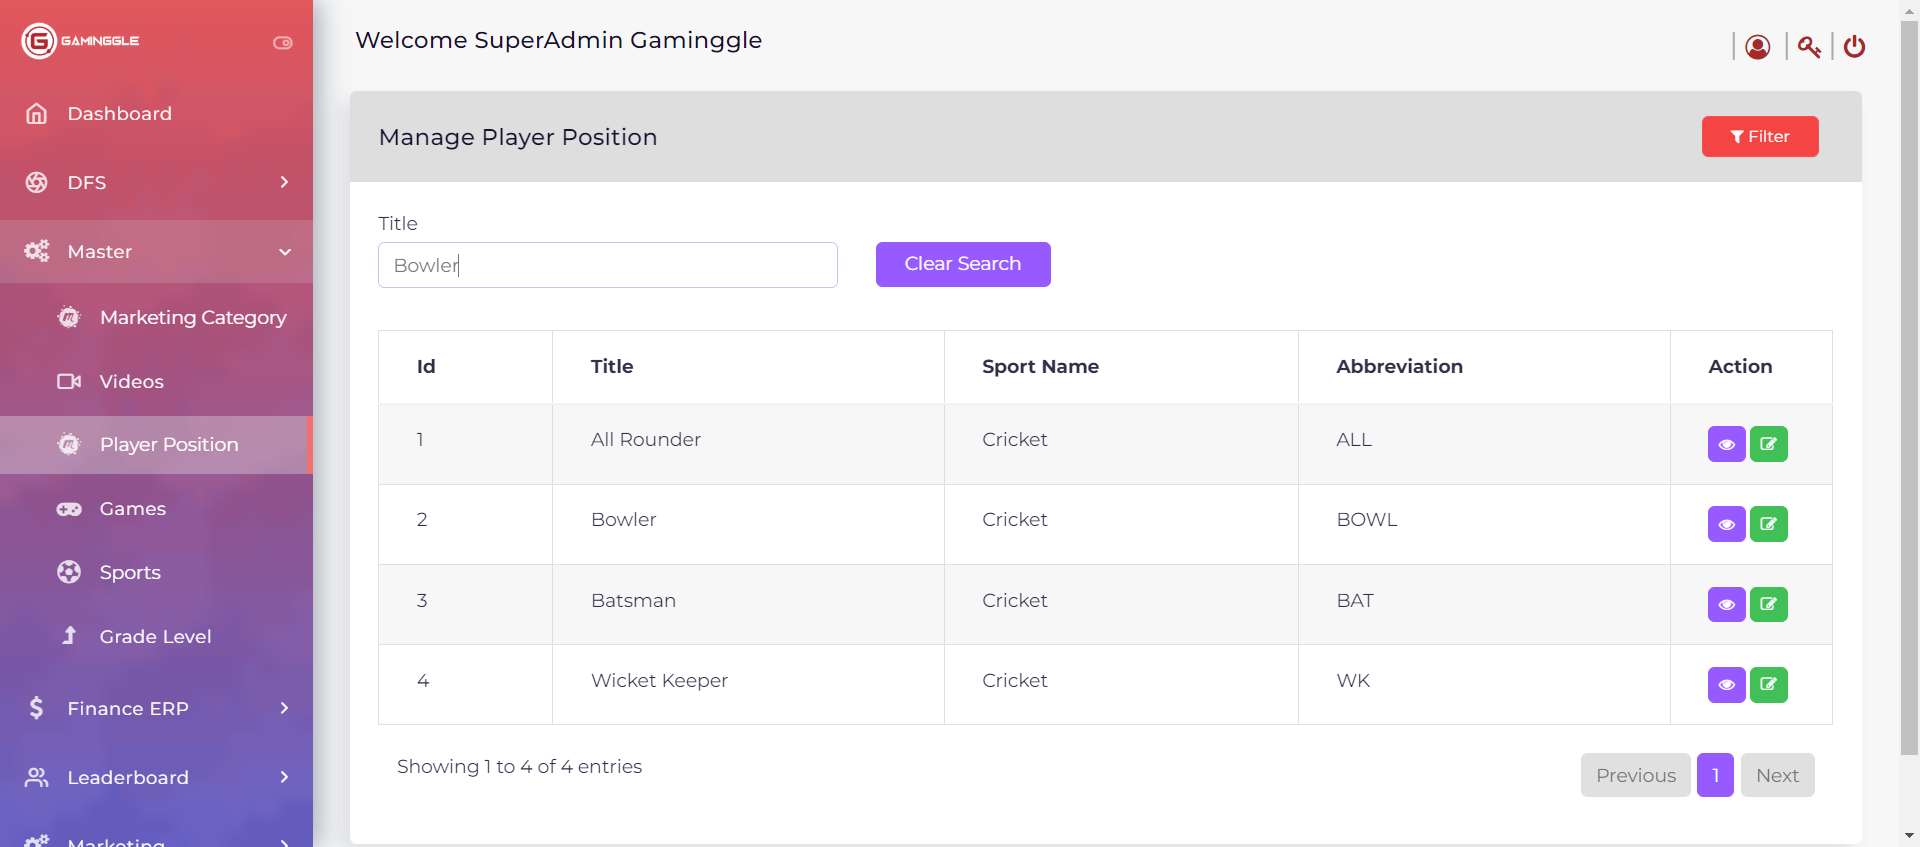 GAMINGGLE
Dashboard
DFS
Master
Marketing Category
Videos
Player Position
Games
Sports
Grade Level
Finance ERP
Leaderboard
Marketing
Welcome SuperAdmin Gaminggle
Manage Player Position
Filter
Title
Bowler
Clear Search
Id Title Sport Name Abbreviation Action
1 All Rounder Cricket ALL
2 Bowler Cricket BOWL
3 Batsman Cricket BAT
4 Wicket Keeper Cricket WK
Showing 1 to 4 of 4 entries
Previous 1 Next